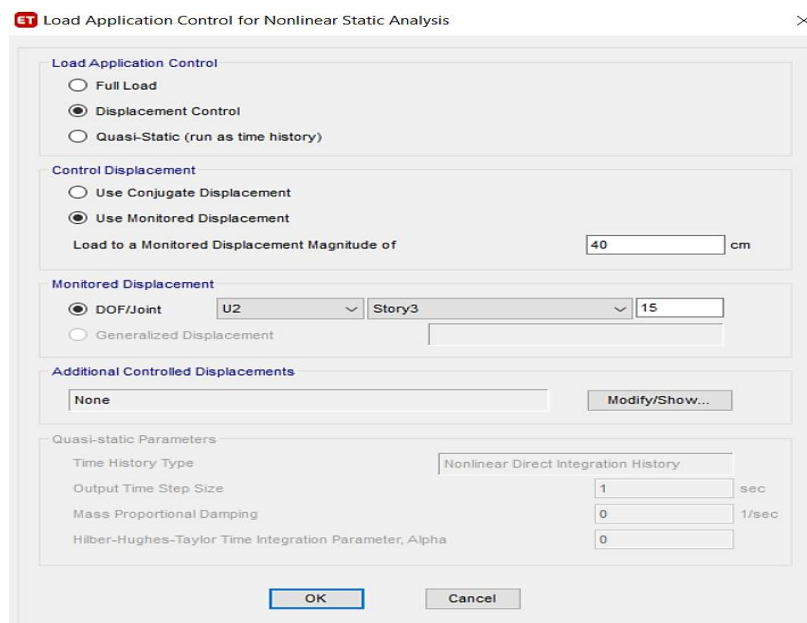 ET Load Application Control for Nonlinear Static Analysis
Load Application Control
Full Load
Displacement Control
Quasi-Static (run as time history)
Control Displacement
Use Conjugate Displacement
Use Monitored Displacement
Load to a Monitored Displacement Magnitude of 40 cm
Monitored Displacement
DOF/Joint U2 Story3 15
Generalized Displacement
Additional Controlled Displacements
None Modify/Show...
Quasi-static Parameters
Time History Type Nonlinear Direct Integration History
Output Time Step Size 1 sec
Mass Proportional Damping 0 1/sec
Hilber-Hughes-Taylor Time Integration Parameter, Alpha 0
OK Cancel